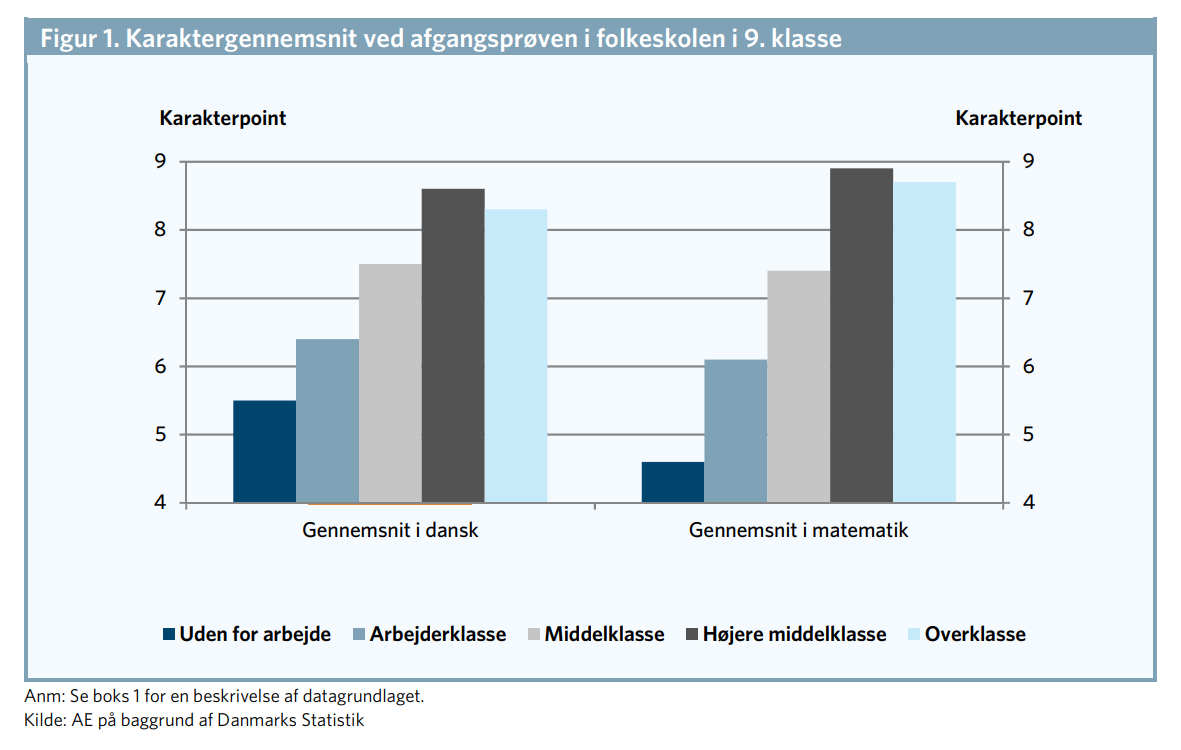 Figur 1. Karaktergennemsnit ved afgangsprøven i folkeskolen i 9. klasse
Karakterpoint Karakterpoint
9 9
8 8
7 7
6 6
5 5
4 4
Gennemsnit i dansk Gennemsnit i matematik
Uden for arbejde Arbejderklasse Middelklasse Højere middelklasse Overklasse
Anm: Se boks 1 for en beskrivelse af datagrundlaget.
Kilde: AE på baggrund af Danmarks Statistik